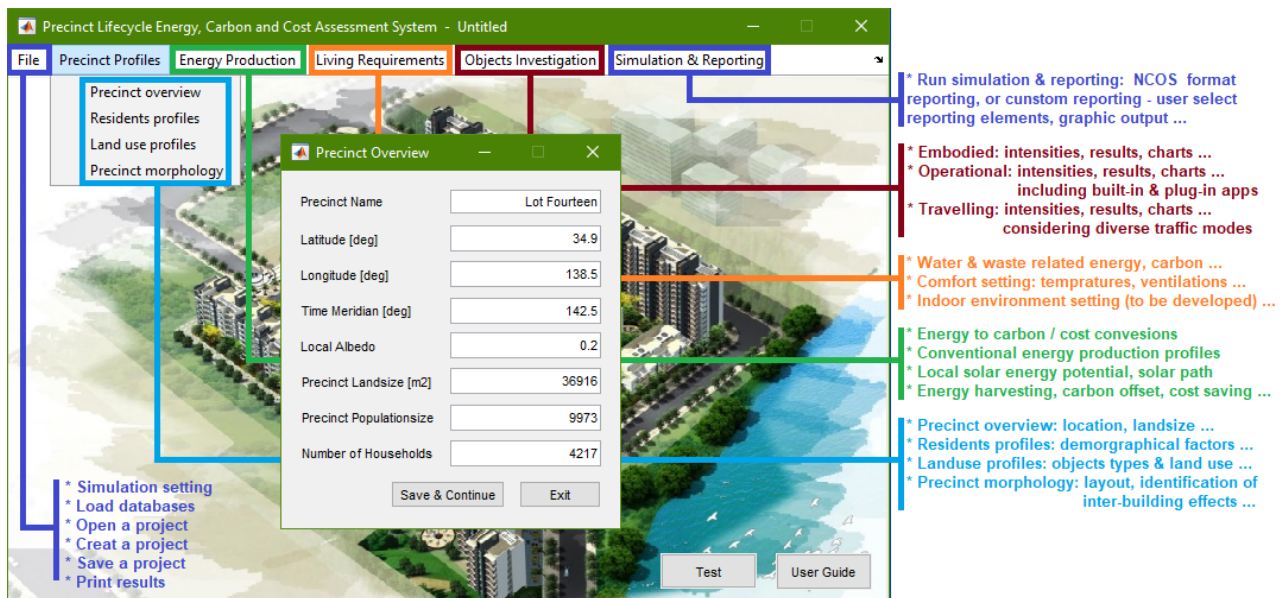 Precinct Lifecycle Energy, Carbon and Cost Assessment System - Untitled
File Precinct Profiles Energy Production Living Requirements Objects Investigation Simulation & Reporting
Precinct overview
Residents profiles
Land use profiles
Precinct morphology
Precinct Overview
Precinct Name Lot Fourteen
Latitude [deg] 34.9
Longitude [deg] 138.5
Time Meridian [deg] 142.5
Local Albedo 0.2
Precinct Landsize [m2] 36916
Precinct Populationsize 9973
Number of Households 4217
Save & Continue Exit
* Simulation setting
* Load databases
* Open a project
* Creat a project
* Save a project
* Print results
Test User Guide
* Run simulation & reporting: NCOS format
reporting, or cunstom reporting - user select
reporting elements, graphic output ...
* Embodied: intensities, results, charts ...
* Operational: intensities, results, charts ...
including built-in & plug-in apps
* Travelling: intensities, results, charts ...
considering diverse traffic modes
* Water & waste related energy, carbon ...
* Comfort setting: tempratures, ventilations ...
* Indoor environment setting (to be developed) ...
* Energy to carbon / cost convesions
* Conventional energy production profiles
* Local solar energy potential, solar path
* Energy harvesting, carbon offset, cost saving ...
* Precinct overview: location, landsize ...
* Residents profiles: demorgraphical factors ...
* Landuse profiles: objects types & land use ...
* Precinct morphology: layout, identification of
inter-building effects ...